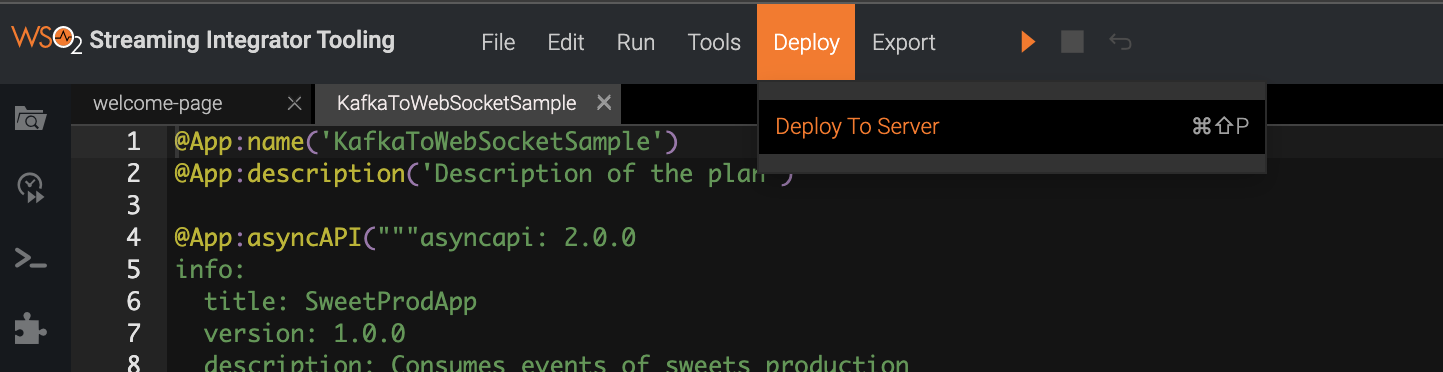 WSO2 Streaming Integrator Tooling File Edit Run Tools Deploy Export
welcome-page KafkaToWebSocketSample
Deploy To Server ⌘⇧P
1 @App:name('KafkaToWebSocketSample')
2 @App:description('Description of the plan')
3
4 @App:asyncAPI("""asyncapi: 2.0.0
5 info:
6 title: SweetProdApp
7 version: 1.0.0
8 description: Consumes events of sweets production